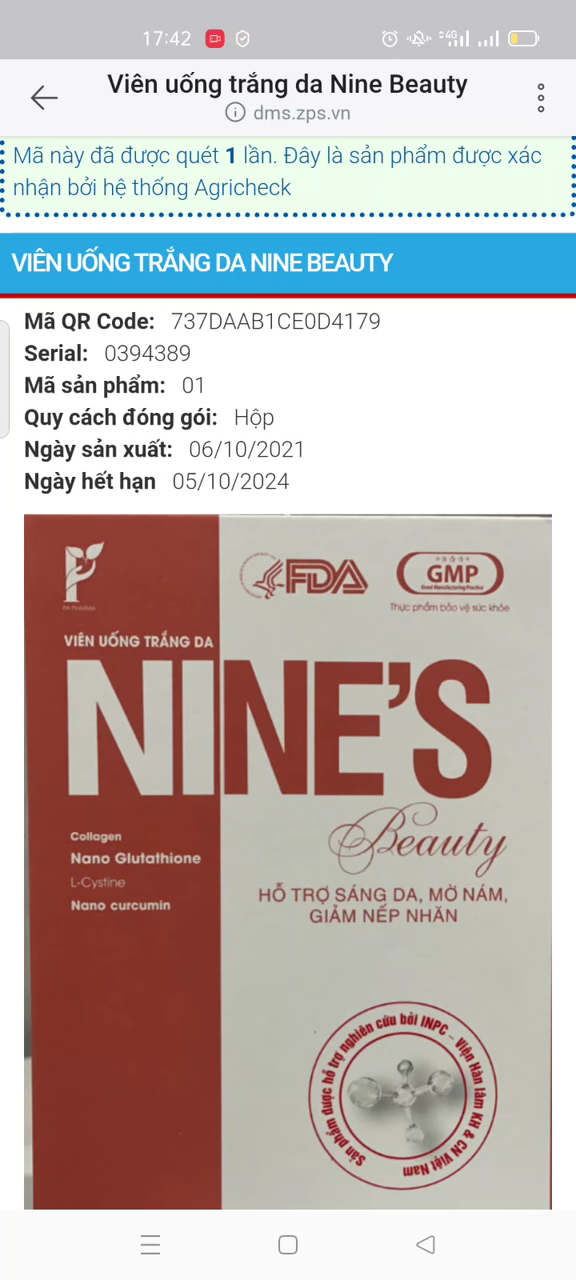 17:42
4G
Viên uống trắng da Nine Beauty
dms.zps.vn
Mã này đã được quét 1 lần. Đây là sản phẩm được xác
nhận bởi hệ thống Agricheck
VIÊN UỐNG TRẮNG DA NINE BEAUTY
Mã QR Code: 737DAAB1CE0D4179
Serial: 0394389
Mã sản phẩm: 01
Quy cách đóng gói: Hộp
Ngày sản xuất: 06/10/2021
Ngày hết hạn 05/10/2024
FDA
GMP
Good Manufacturing Practice
Thực phẩm bảo vệ sức khỏe
VIÊN UỐNG TRẮNG DA
NINE'S
Beauty
Collagen
Nano Glutathione
L-Cystine
Nano curcumin
HỖ TRỢ SÁNG DA, MỜ NÁM,
GIẢM NẾP NHĂN
Sản phẩm được hỗ trợ nghiên cứu bởi INPC - Viện Hàn lâm KH & CN Việt Nam